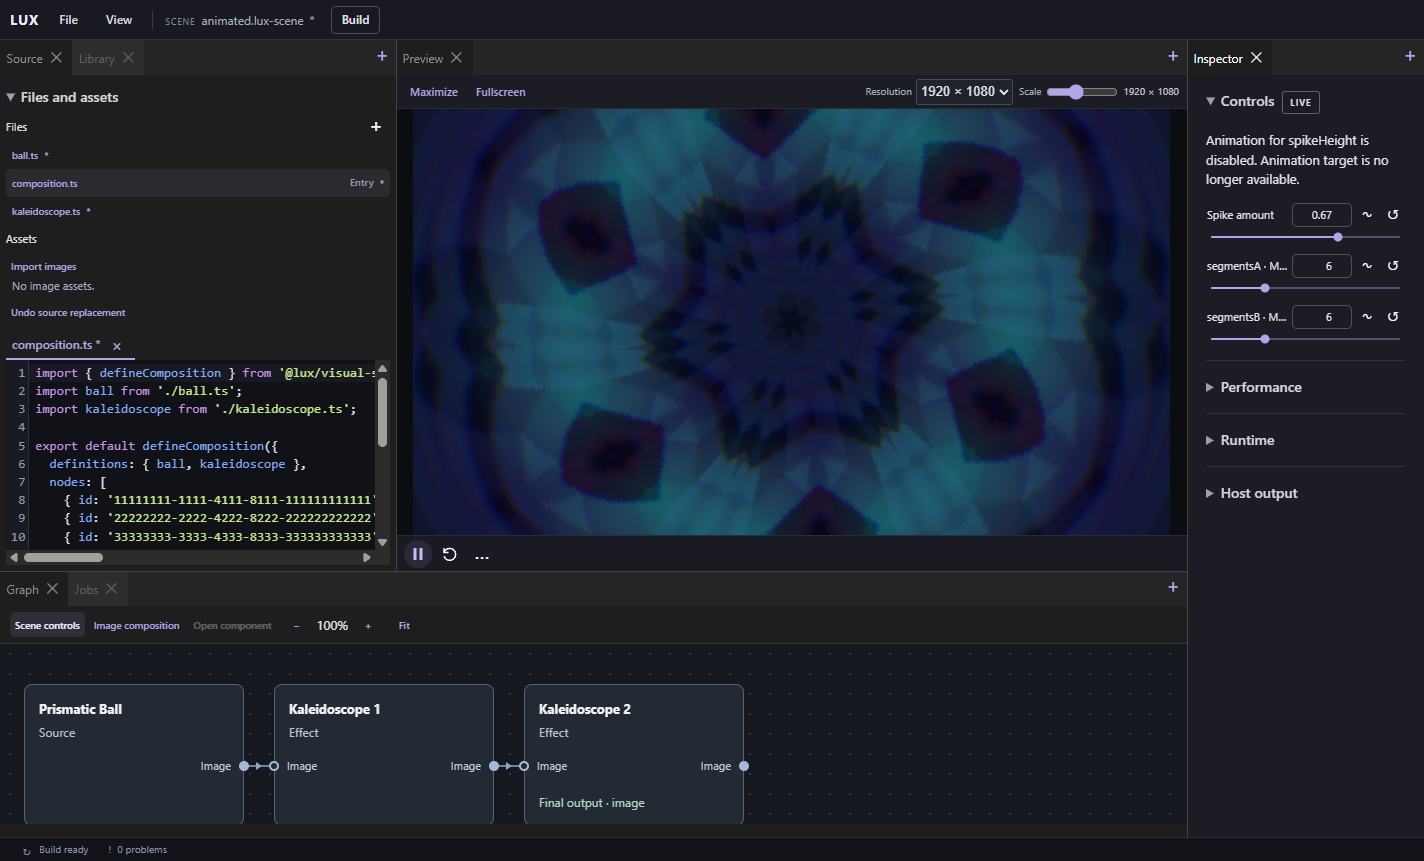 LUX File View SCENE animated.lux-scene * Build
Source Library +
Files and assets
Files +
ball.ts *
composition.ts Entry *
kaleidoscope.ts *
Assets
Import images
No image assets.
Undo source replacement
composition.ts * ×
1 import { defineComposition } from '@lux/visual-s
2 import ball from './ball.ts';
3 import kaleidoscope from './kaleidoscope.ts';
4
5 export default defineComposition({
6 definitions: { ball, kaleidoscope },
7 nodes: [
8 { id: '11111111-1111-4111-8111-111111111111'
9 { id: '22222222-2222-4222-8222-222222222222'
10 { id: '33333333-3333-4333-8333-333333333333'
Preview +
Maximize Fullscreen Resolution 1920 × 1080 Scale 1920 × 1080
...
Graph Jobs +
Scene controls Image composition Open component − 100% + Fit
Prismatic Ball
Source
Image
Kaleidoscope 1
Effect
Image Image
Kaleidoscope 2
Effect
Image Image
Final output · image
Inspector +
Controls LIVE
Animation for spikeHeight is
disabled. Animation target is no
longer available.
Spike amount 0.67
segmentsA · M... 6
segmentsB · M... 6
Performance
Runtime
Host output
Build ready ! 0 problems